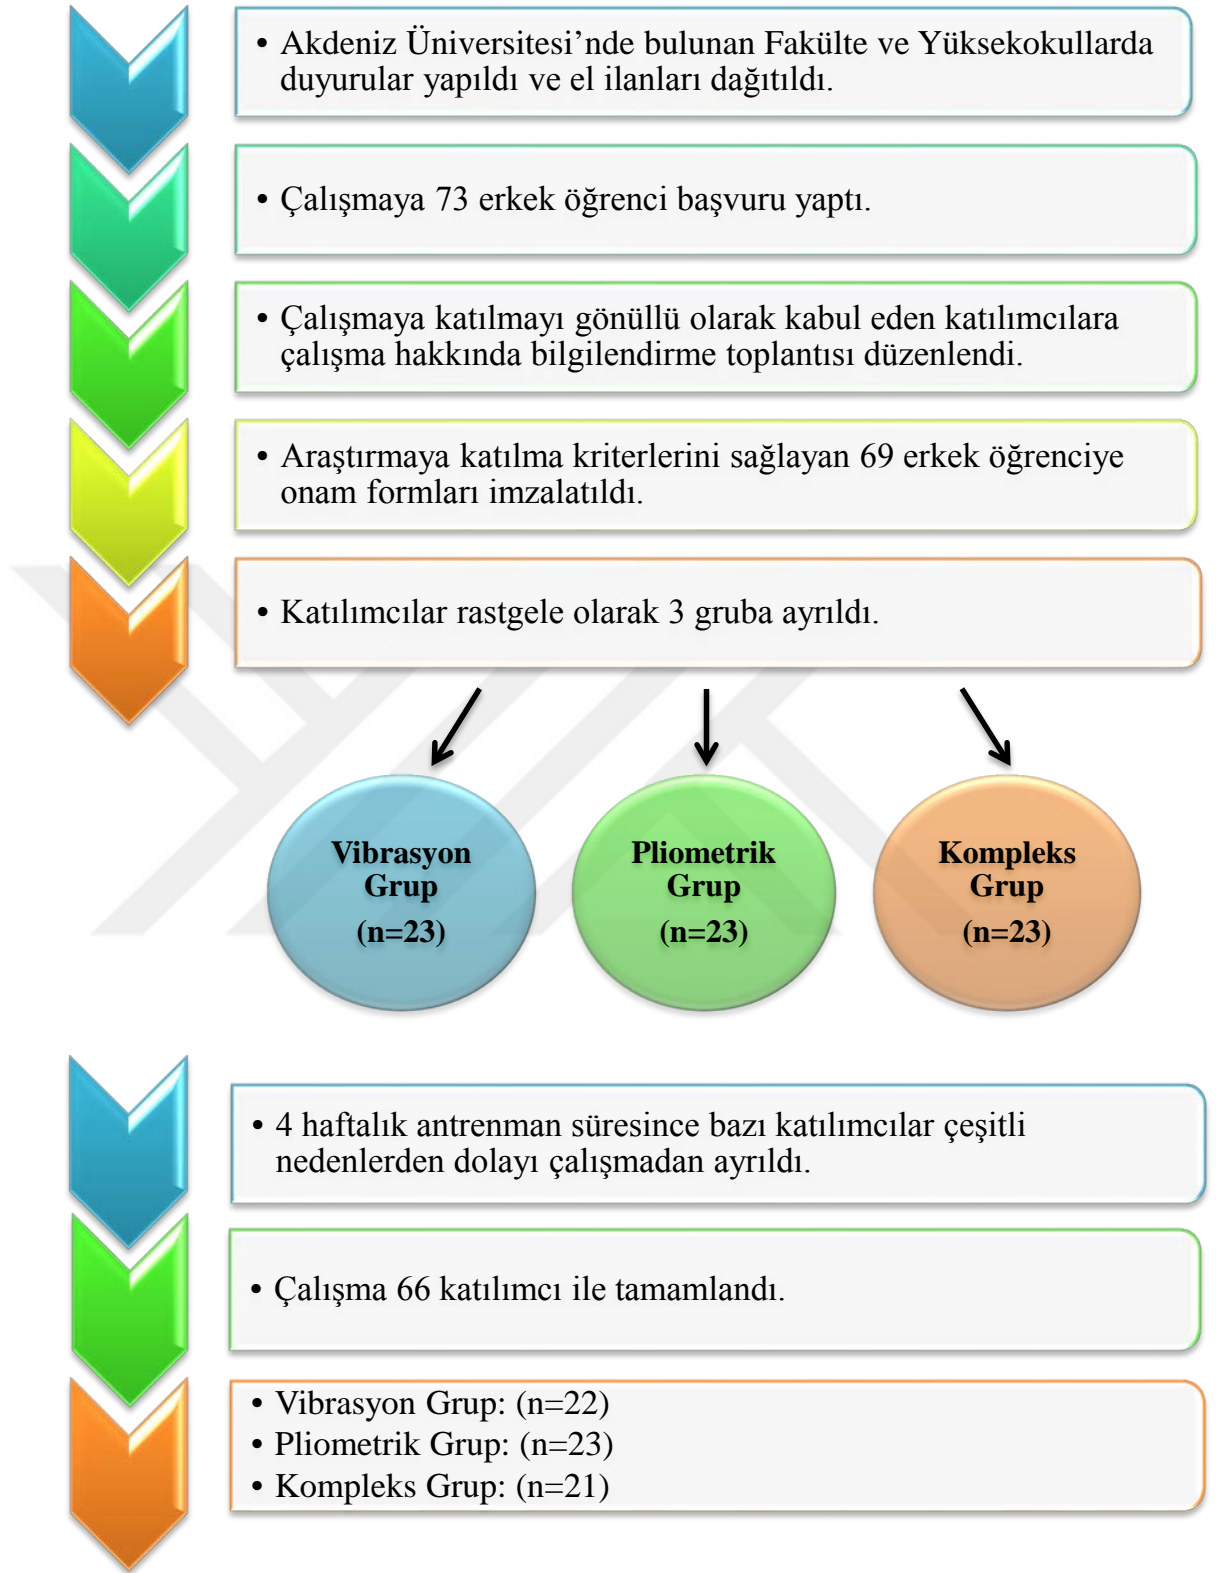 • Akdeniz Üniversitesi’nde bulunan Fakülte ve Yüksekokullarda
duyurular yapıldı ve el ilanları dağıtıldı.
• Çalışmaya 73 erkek öğrenci başvuru yaptı.
• Çalışmaya katılmayı gönüllü olarak kabul eden katılımcılara
çalışma hakkında bilgilendirme toplantısı düzenlendi.
• Araştırmaya katılma kriterlerini sağlayan 69 erkek öğrenciye
onam formları imzalatıldı.
• Katılımcılar rastgele olarak 3 gruba ayrıldı.
Vibrasyon
Grup
(n=23)
Pliometrik
Grup
(n=23)
Kompleks
Grup
(n=23)
• 4 haftalık antrenman süresince bazı katılımcılar çeşitli
nedenlerden dolayı çalışmadan ayrıldı.
• Çalışma 66 katılımcı ile tamamlandı.
• Vibrasyon Grup: (n=22)
• Pliometrik Grup: (n=23)
• Kompleks Grup: (n=21)